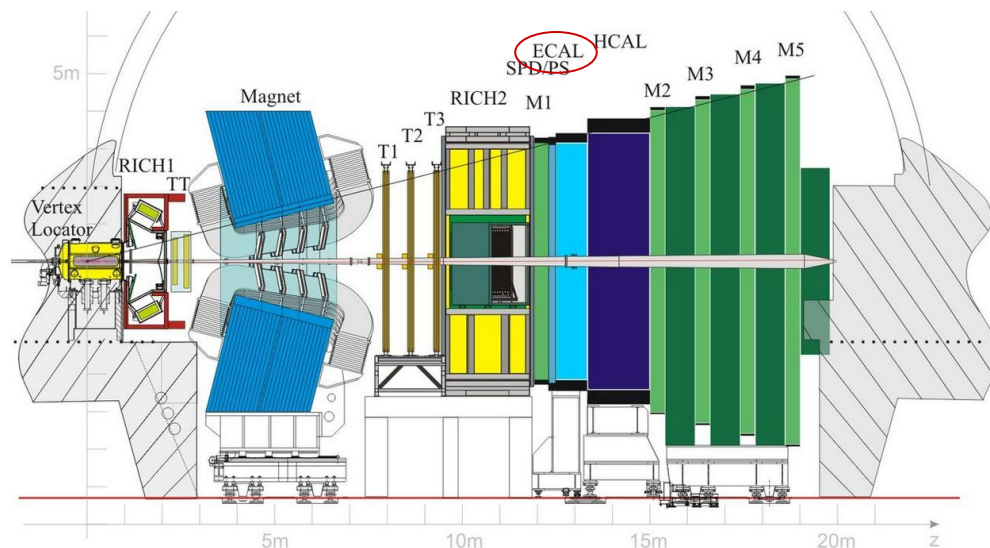 ECAL
HCAL
SPD/PS
5m
M5
M4
M3
M2
Magnet
RICH2
M1
T3
T2
T1
RICH1
TT
Vertex
Locator
5m
10m
15m
20m
z